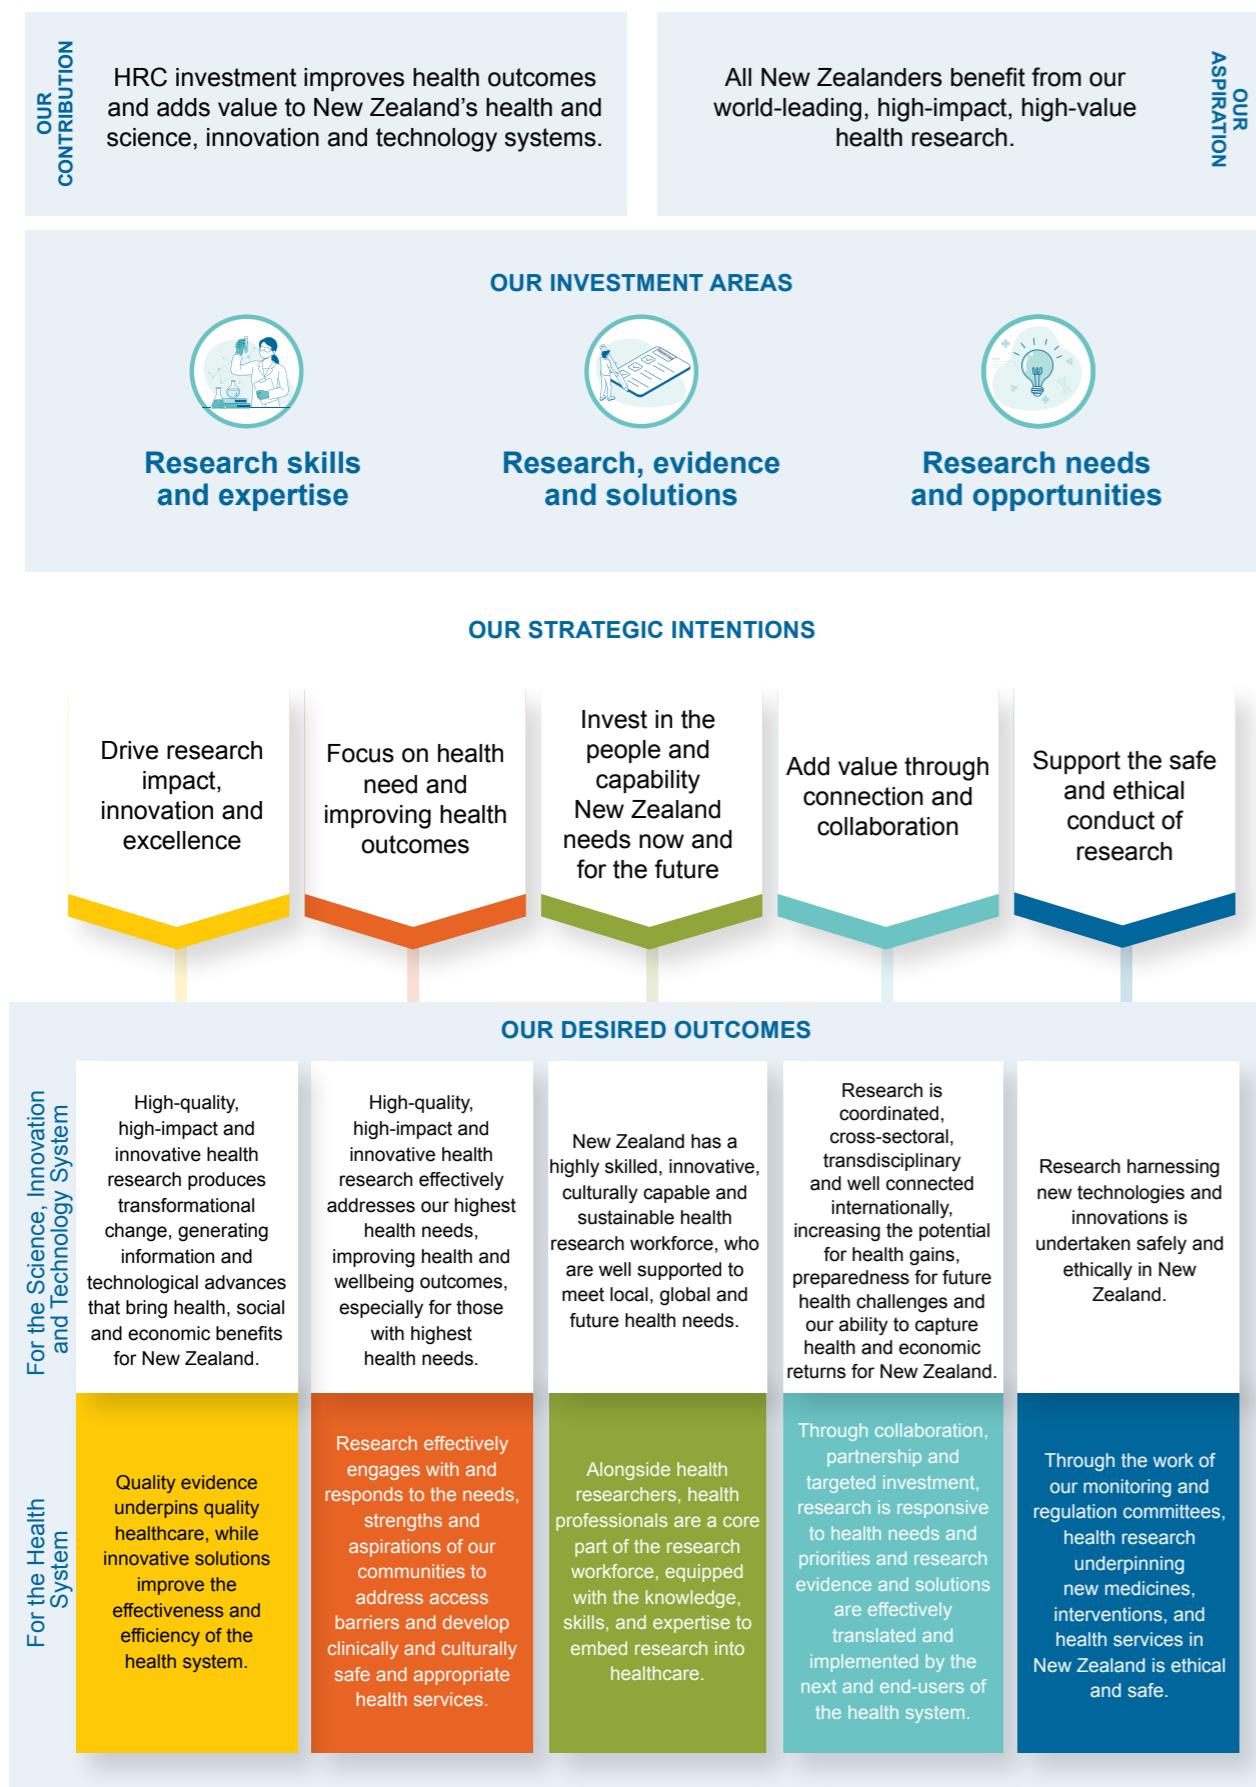 OUR
CONTRIBUTION
HRC investment improves health outcomes
and adds value to New Zealand's health and
science, innovation and technology systems.
All New Zealanders benefit from our
world-leading, high-impact, high-value
health research.
OUR
ASPIRATION
OUR INVESTMENT AREAS
Research skills
and expertise
Research, evidence
and solutions
Research needs
and opportunities
OUR STRATEGIC INTENTIONS
Drive research
impact,
innovation and
excellence
Focus on health
need and
improving health
outcomes
Invest in the
people and
capability
New Zealand
needs now and
for the future
Add value through
connection and
collaboration
Support the safe
and ethical
conduct of
research
OUR DESIRED OUTCOMES
For the Science, Innovation
and Technology System
High-quality,
high-impact and
innovative health
research produces
transformational
change, generating
information and
technological advances
that bring health, social
and economic benefits
for New Zealand.
High-quality,
high-impact and
innovative health
research effectively
addresses our highest
health needs,
improving health and
wellbeing outcomes,
especially for those
with highest
health needs.
New Zealand has a
highly skilled, innovative,
culturally capable and
sustainable health
research workforce, who
are well supported to
meet local, global and
future health needs.
Research is
coordinated,
cross-sectoral,
transdisciplinary
and well connected
internationally,
increasing the potential
for health gains,
preparedness for future
health challenges and
our ability to capture
health and economic
returns for New Zealand.
Research harnessing
new technologies and
innovations is
undertaken safely and
ethically in New
Zealand.
For the Health
System
Quality evidence
underpins quality
healthcare, while
innovative solutions
improve the
effectiveness and
efficiency of the
health system.
Research effectively
engages with and
responds to the needs,
strengths and
aspirations of our
communities to
address access
barriers and develop
clinically and culturally
safe and appropriate
health services.
Alongside health
researchers, health
professionals are a core
part of the research
workforce, equipped
with the knowledge,
skills, and expertise to
embed research into
healthcare.
Through collaboration,
partnership and
targeted investment,
research is responsive
to health needs and
priorities and research
evidence and solutions
are effectively
translated and
implemented by the
next and end-users of
the health system.
Through the work of
our monitoring and
regulation committees,
health research
underpinning
new medicines,
interventions, and
health services in
New Zealand is ethical
and safe.